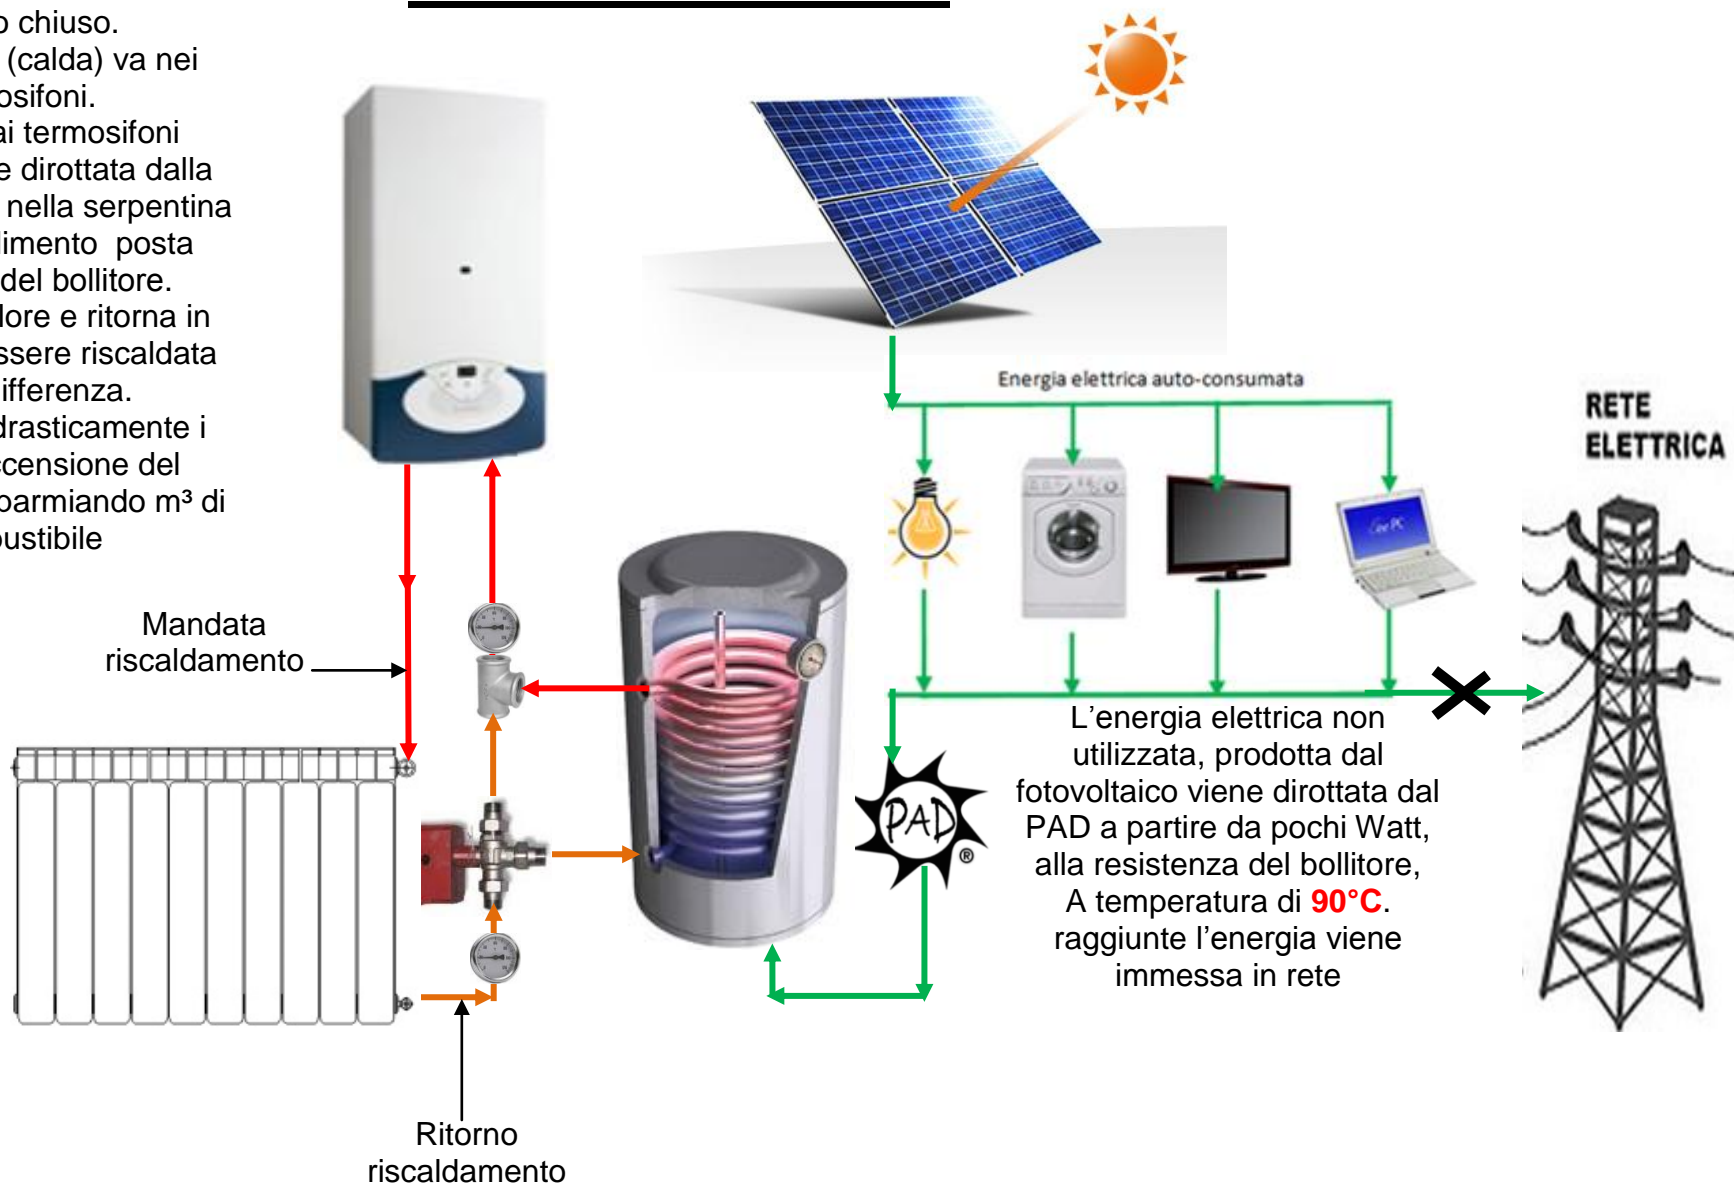 o chiuso.
(calda) va nei
osifoni.
ai termosifoni
e dirottata dalla
nella serpentina
dimento posta
del bollitore.
lore e ritorna in
ssere riscaldata
ifferenza.
drasticamente i
ccensione del
parmiando m³ di
bustibile
Mandata
riscaldamento
Ritorno
riscaldamento
Energia elettrica auto-consumata
RETE
ELETTRICA
PAD
®
L'energia elettrica non
utilizzata, prodotta dal
fotovoltaico viene dirottata dal
PAD a partire da pochi Watt,
alla resistenza del bollitore,
A temperatura di 90°C.
raggiunte l'energia viene
immessa in rete